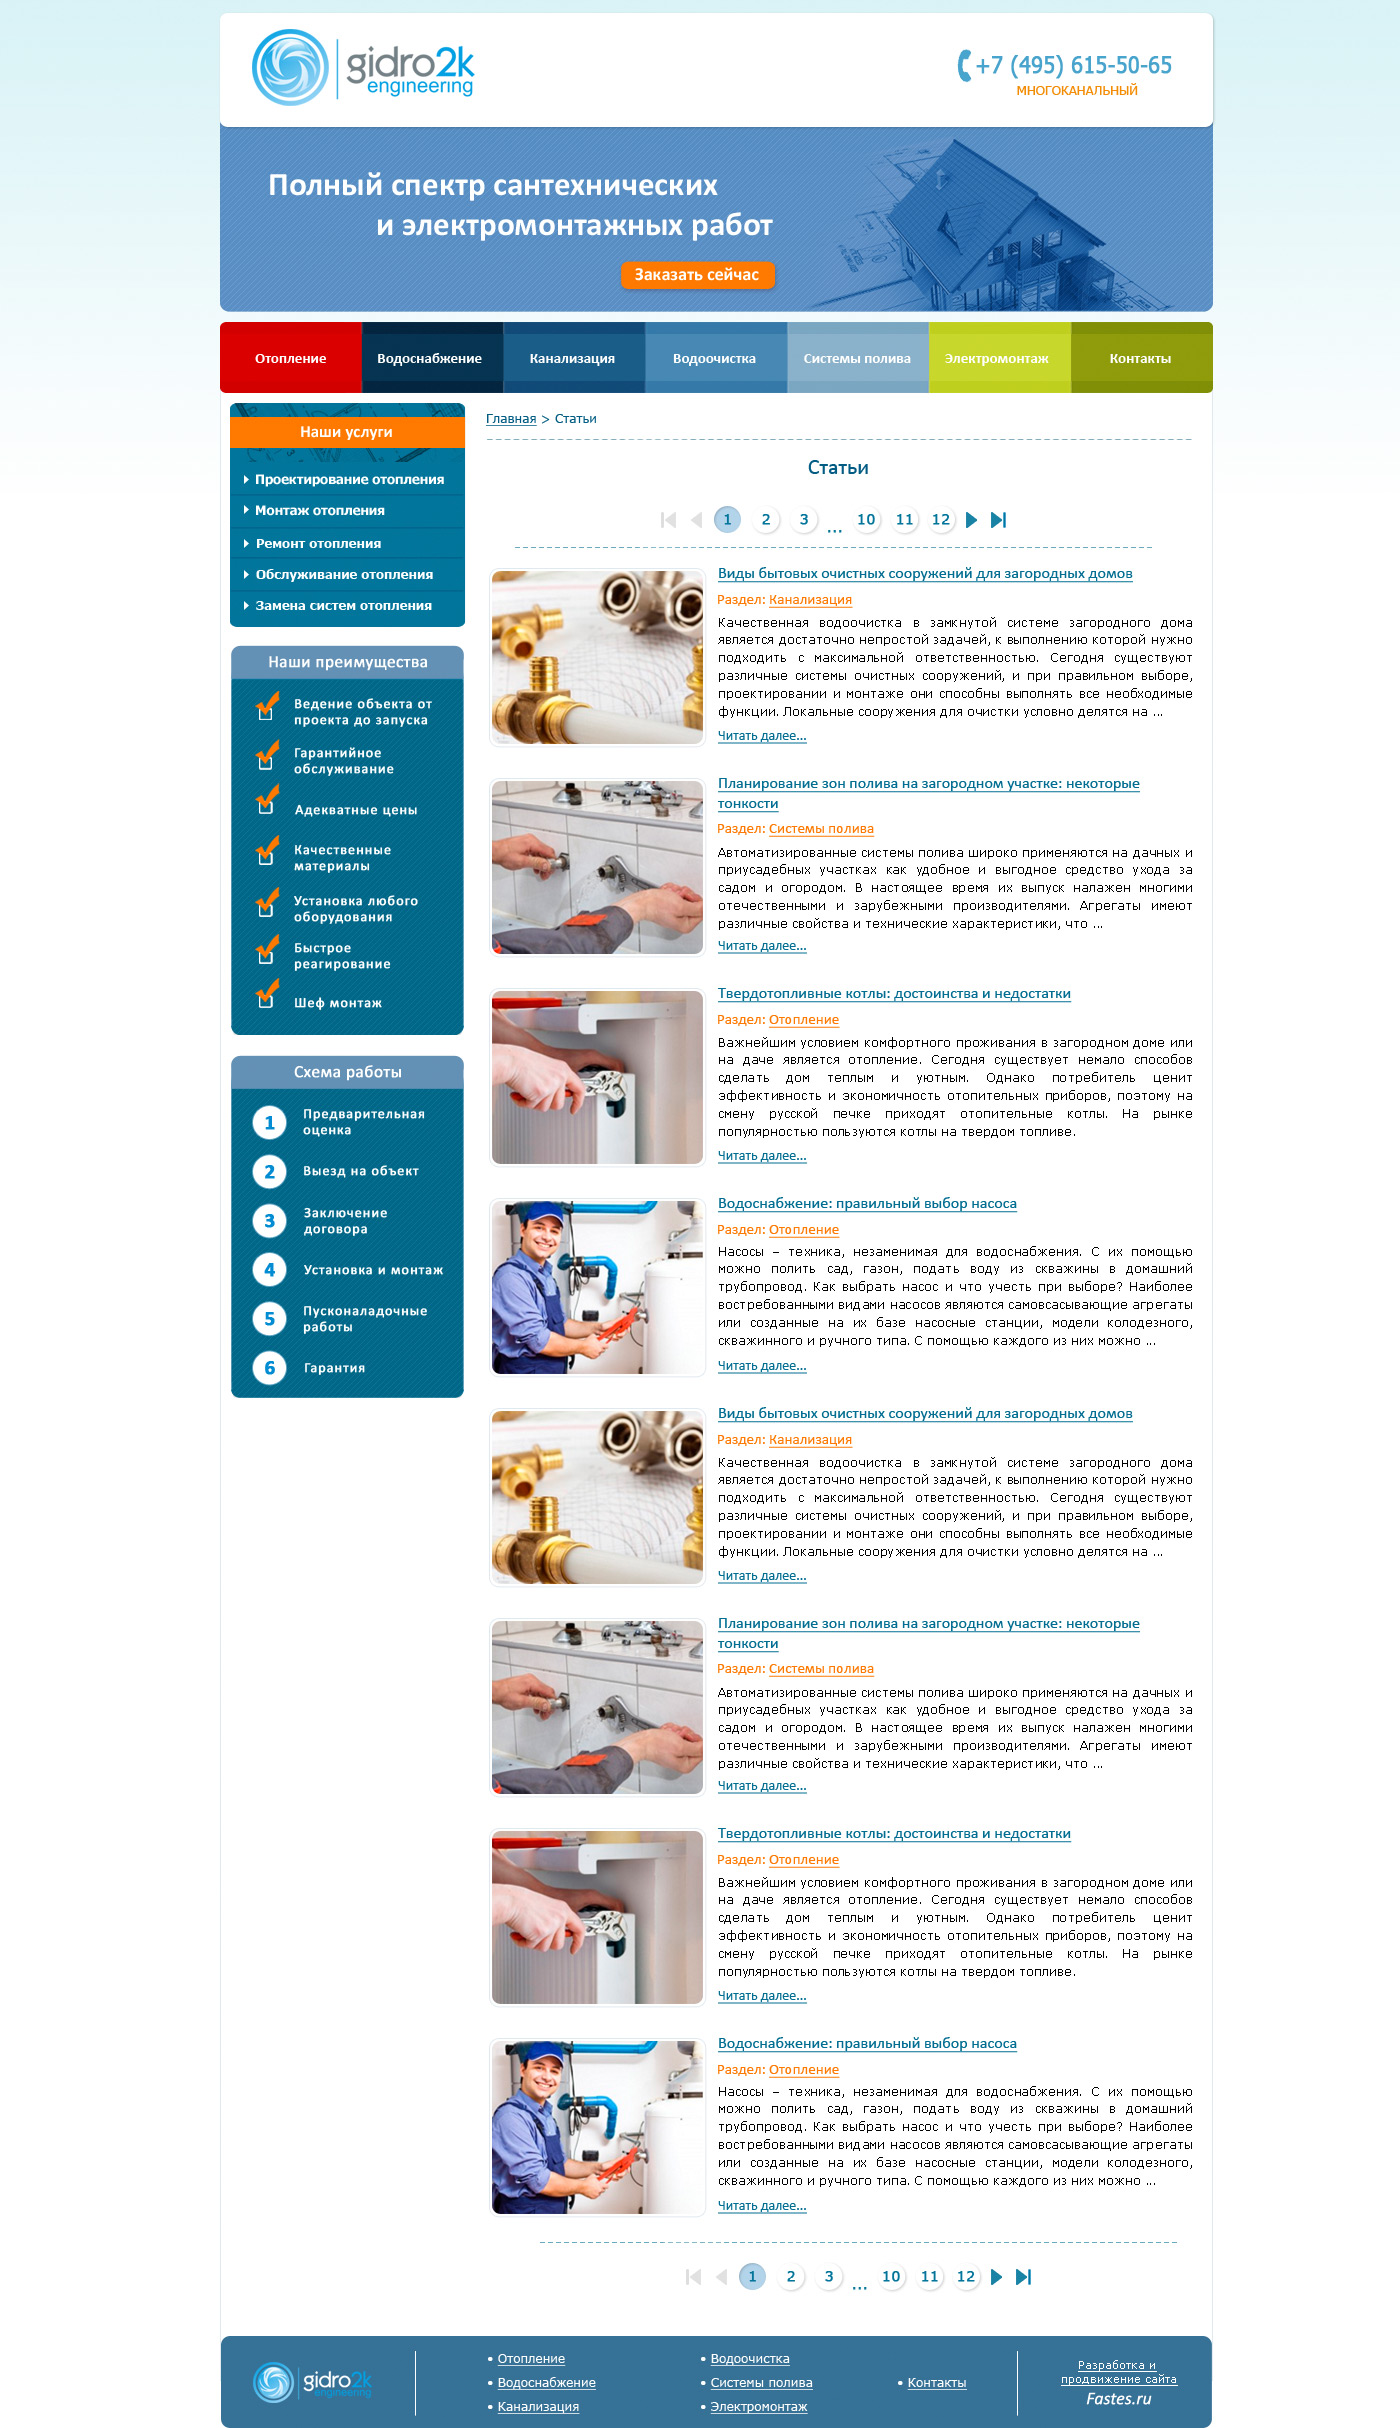 gidro2k
engineering
+7 (495) 615-50-65
МНОГОКАНАЛЬНЫЙ
Полный спектр сантехнических
и электромонтажных работ
Заказать сейчас
Отопление
Водоснабжение
Канализация
Водоочистка
Системы полива
Электромонтаж
Контакты
Наши услуги
Проектирование отопления
Монтаж отопления
Ремонт отопления
Обслуживание отопления
Замена систем отопления
Наши преимущества
Ведение объекта от
проекта до запуска
Гарантийное
обслуживание
Адекватные цены
Качественные
материалы
Установка любого
оборудования
Быстрое
реагирование
Шеф монтаж
Схема работы
1 Предварительная
оценка
2 Выезд на объект
3 Заключение
договора
4 Установка и монтаж
5 Пусконаладочные
работы
6 Гарантия
Главная > Статьи
Статьи
1 2 3 ... 10 11 12
Виды бытовых очистных сооружений для загородных домов
Раздел: Канализация
Качественная водоочистка в замкнутой системе загородного дома
является достаточно непростой задачей, к выполнению которой нужно
подходить с максимальной ответственностью. Сегодня существуют
различные системы очистных сооружений, и при правильном выборе,
проектировании и монтаже они способны выполнять все необходимые
функции. Локальные сооружения для очистки условно делятся на ...
Читать далее...
Планирование зон полива на загородном участке: некоторые
тонкости
Раздел: Системы полива
Автоматизированные системы полива широко применяются на дачных и
приусадебных участках как удобное и выгодное средство ухода за
садом и огородом. В настоящее время их выпуск налажен многими
отечественными и зарубежными производителями. Агрегаты имеют
различные свойства и технические характеристики, что ...
Читать далее...
Твердотопливные котлы: достоинства и недостатки
Раздел: Отопление
Важнейшим условием комфортного проживания в загородном доме или
на даче является отопление. Сегодня существует немало способов
сделать дом теплым и уютным. Однако потребитель ценит
эффективность и экономичность отопительных приборов, поэтому на
смену русской печке приходят отопительные котлы. На рынке
популярностью пользуются котлы на твердом топливе.
Читать далее...
Водоснабжение: правильный выбор насоса
Раздел: Отопление
Насосы – техника, незаменимая для водоснабжения. С их помощью
можно полить сад, газон, подать воду из скважины в домашний
трубопровод. Как выбрать насос и что учесть при выборе? Наиболее
востребованными видами насосов являются самовсасывающие агрегаты
или созданные на их базе насосные станции, модели колодезного,
скважинного и ручного типа. С помощью каждого из них можно ...
Читать далее...
Виды бытовых очистных сооружений для загородных домов
Раздел: Канализация
Качественная водоочистка в замкнутой системе загородного дома
является достаточно непростой задачей, к выполнению которой нужно
подходить с максимальной ответственностью. Сегодня существуют
различные системы очистных сооружений, и при правильном выборе,
проектировании и монтаже они способны выполнять все необходимые
функции. Локальные сооружения для очистки условно делятся на ...
Читать далее...
Планирование зон полива на загородном участке: некоторые
тонкости
Раздел: Системы полива
Автоматизированные системы полива широко применяются на дачных и
приусадебных участках как удобное и выгодное средство ухода за
садом и огородом. В настоящее время их выпуск налажен многими
отечественными и зарубежными производителями. Агрегаты имеют
различные свойства и технические характеристики, что ...
Читать далее...
Твердотопливные котлы: достоинства и недостатки
Раздел: Отопление
Важнейшим условием комфортного проживания в загородном доме или
на даче является отопление. Сегодня существует немало способов
сделать дом теплым и уютным. Однако потребитель ценит
эффективность и экономичность отопительных приборов, поэтому на
смену русской печке приходят отопительные котлы. На рынке
популярностью пользуются котлы на твердом топливе.
Читать далее...
Водоснабжение: правильный выбор насоса
Раздел: Отопление
Насосы – техника, незаменимая для водоснабжения. С их помощью
можно полить сад, газон, подать воду из скважины в домашний
трубопровод. Как выбрать насос и что учесть при выборе? Наиболее
востребованными видами насосов являются самовсасывающие агрегаты
или созданные на их базе насосные станции, модели колодезного,
скважинного и ручного типа. С помощью каждого из них можно ...
Читать далее...
1 2 3 ... 10 11 12
gidro2k
engineering
• Отопление
• Водоснабжение
• Канализация
• Водоочистка
• Системы полива
• Электромонтаж
• Контакты
Разработка и
продвижение сайта
Fastes.ru